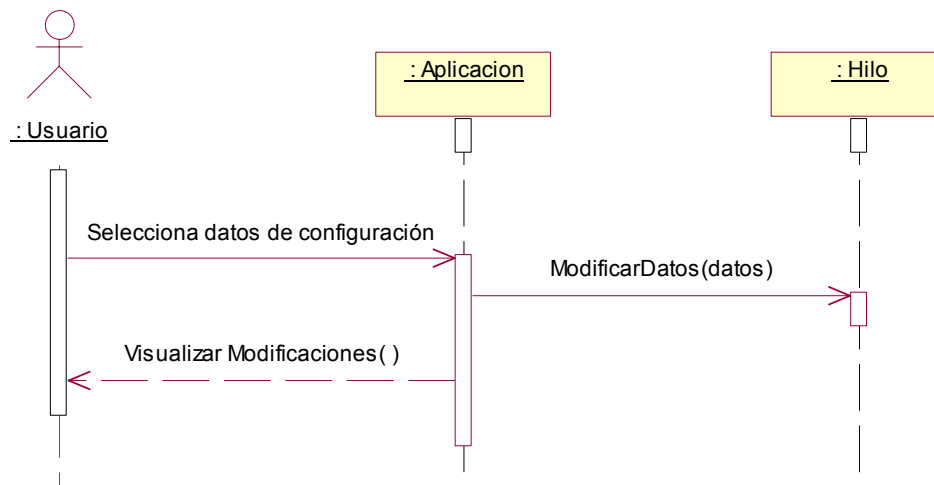 : Aplicacion
: Hilo
: Usuario
Selecciona datos de configuración
ModificarDatos(datos)
Visualizar Modificaciones( )